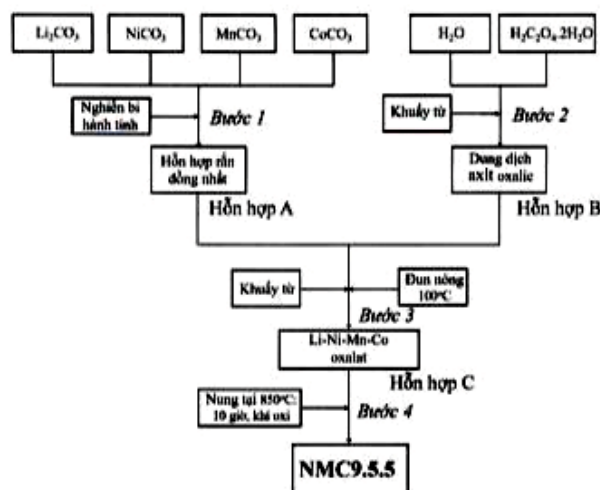 Li₂CO₃
NiCO₃
MnCO₃
CoCO₃
H₂O
H₂C₂O₄.2H₂O
Nghiền bi
hành tinh
Bước 1
Khuấy từ
Bước 2
Hỗn hợp rắn
đồng nhất
Hỗn hợp A
Dung dịch
axit oxalic
Hỗn hợp B
Khuấy từ
Đun nóng
100°C
Bước 3
Li-Ni-Mn-Co
oxalat
Hỗn hợp C
Nung tại 850°C:
10 giờ, khí oxi
Bước 4
NMC9.5.5